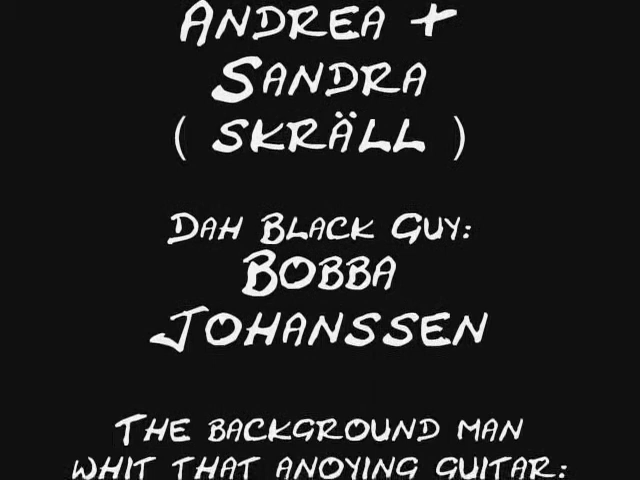 ANDREA +
SANDRA
( SKRÄLL )
DAH BLACK GUY:
BOBBA
JOHANSSEN
THE BACKGROUND MAN
WHIT THAT ANOYING GUITAR: